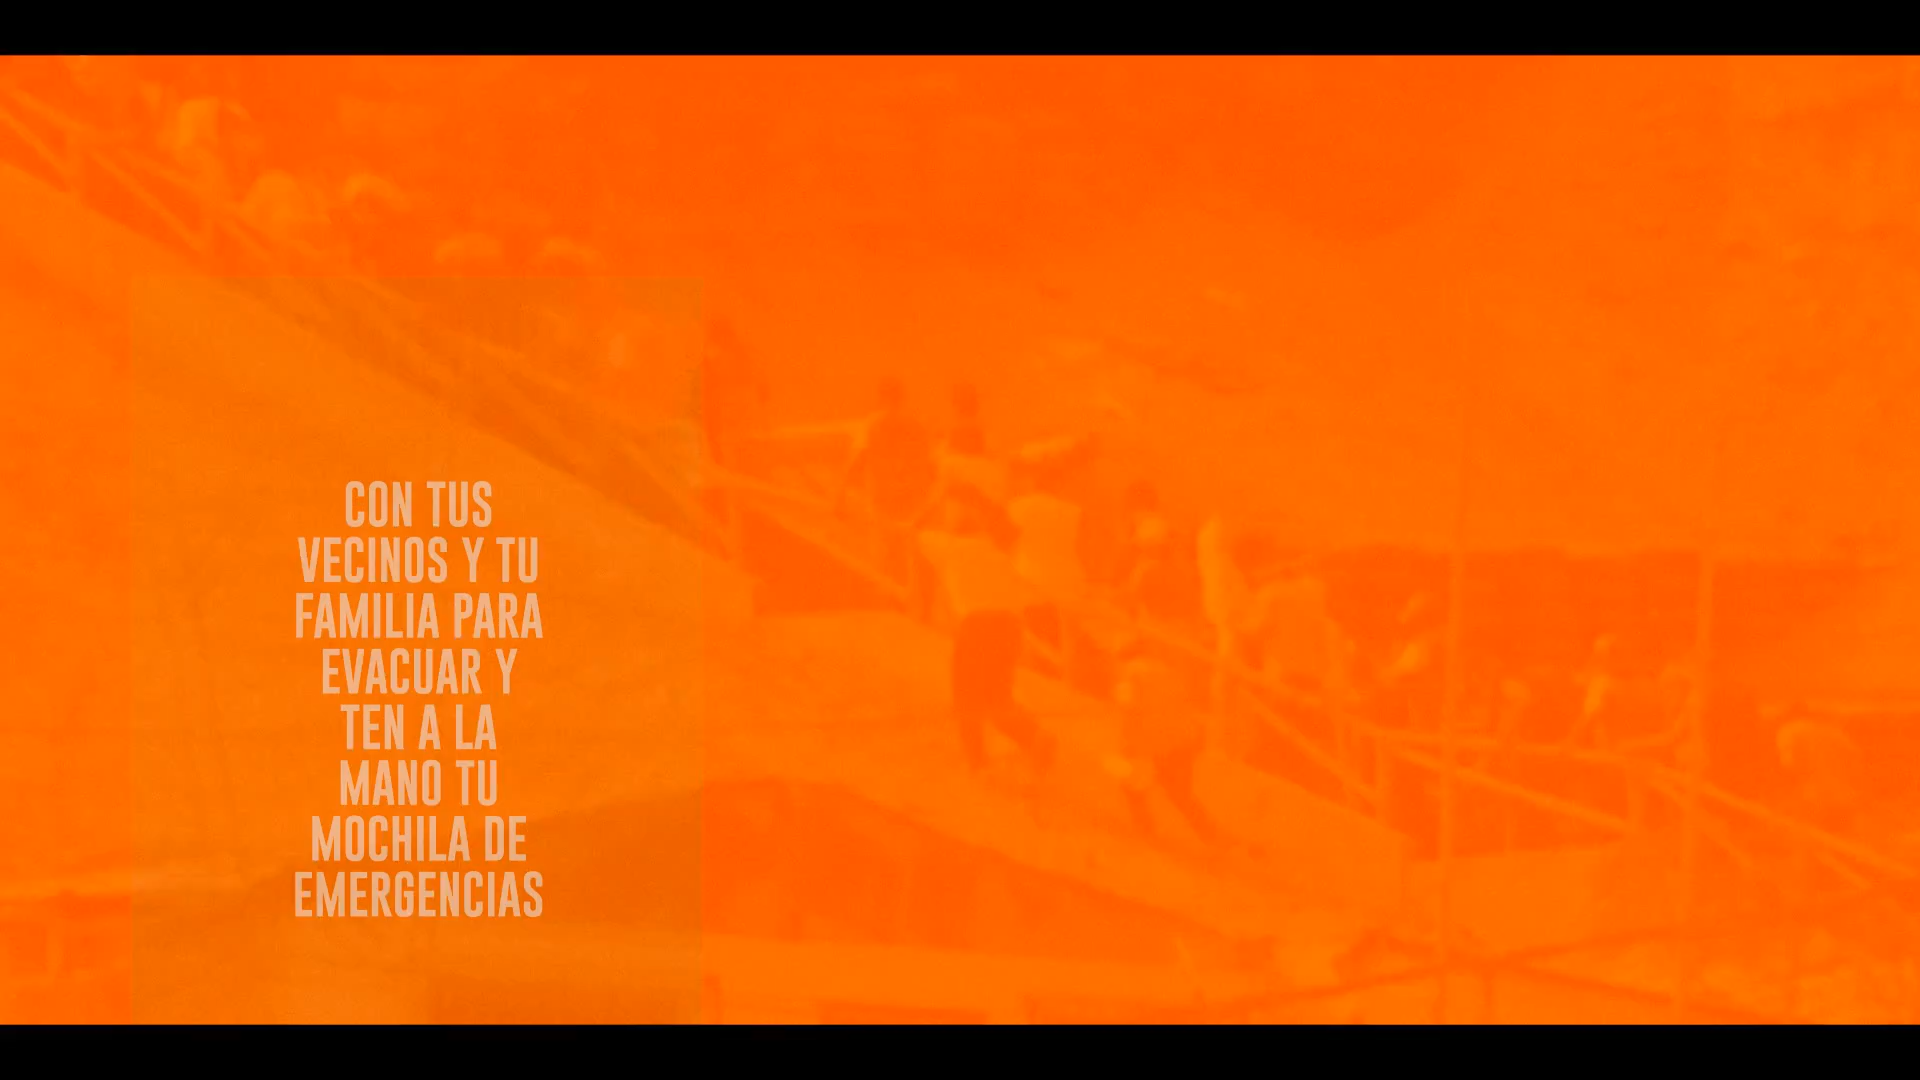 CON TUS
VECINOS Y TU
FAMILIA PARA
EVACUAR Y
TEN A LA
MANO TU
MOCHILA DE
EMERGENCIAS